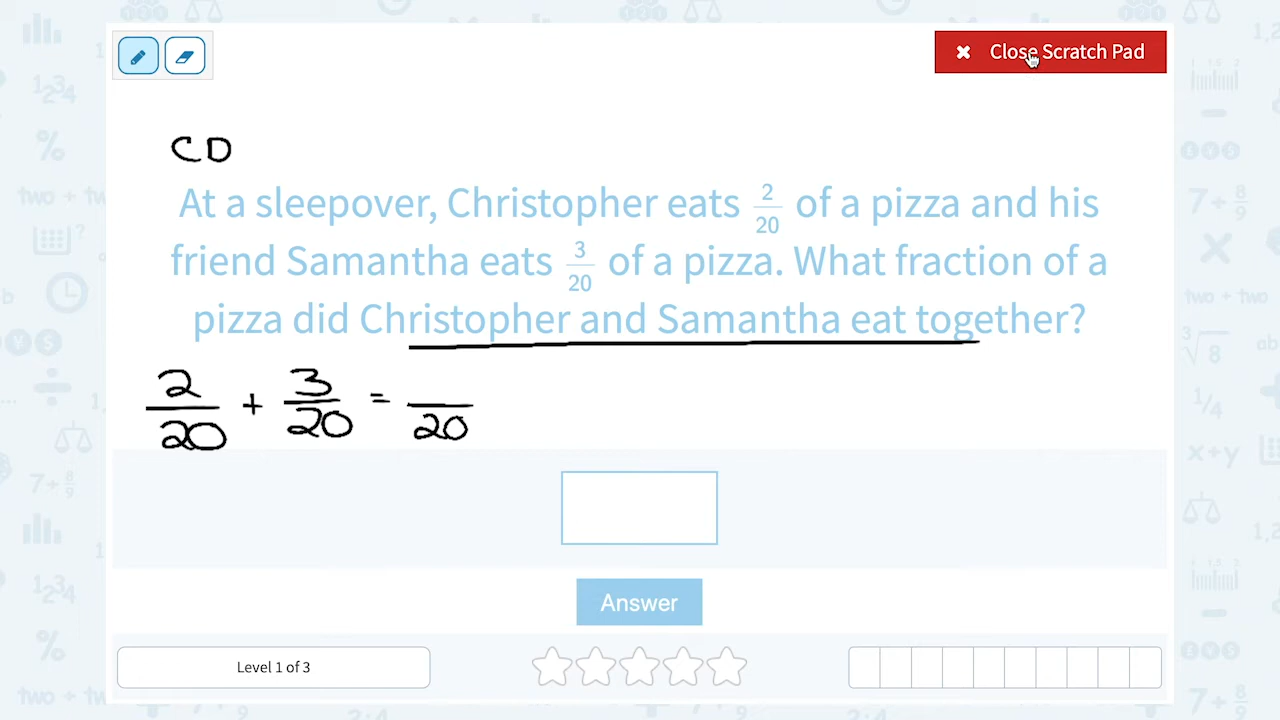 ✖ Close Scratch Pad
CD
At a sleepover, Christopher eats 2/20 of a pizza and his
friend Samantha eats 3/20 of a pizza. What fraction of a
pizza did Christopher and Samantha eat together?
2/20 + 3/20 = /20
Answer
Level 1 of 3